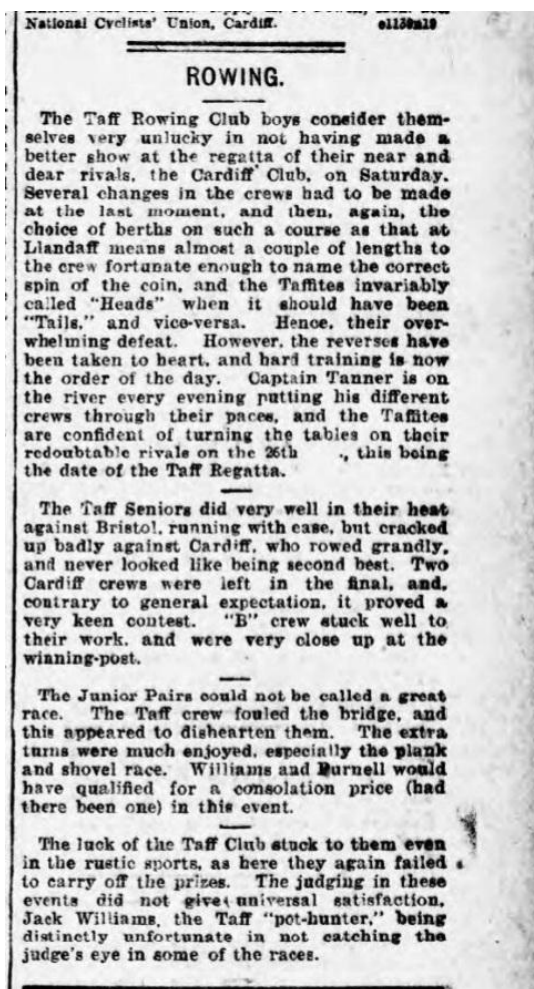 National Cyclists' Union, Cardiff. e1139a19
ROWING.
The Taff Rowing Club boys consider them-
selves very unlucky in not having made a
better show at the regatta of their near and
dear rivals, the Cardiff Club, on Saturday.
Several changes in the crews had to be made
at the last moment, and then, again, the
choice of berths on such a course as that at
Llandaff means almost a couple of lengths to
the crew fortunate enough to name the correct
spin of the coin, and the Taffites invariably
called "Heads" when it should have been
"Tails," and vice-versa. Hence, their over-
whelming defeat. However, the reverses have
been taken to heart, and hard training is now
the order of the day. Captain Tanner is on
the river every evening putting his different
crews through their paces, and the Taffites
are confident of turning the tables on their
redoubtable rivals on the 26th ., this being
the date of the Taff Regatta.
The Taff Seniors did very well in their heat
against Bristol, running with ease, but cracked
up badly against Cardiff, who rowed grandly,
and never looked like being second best. Two
Cardiff crews were left in the final, and,
contrary to general expectation, it proved a
very keen contest. "B" crew stuck well to
their work, and were very close up at the
winning-post.
The Junior Pairs could not be called a great
race. The Taff crew fouled the bridge, and
this appeared to dishearten them. The extra
turns were much enjoyed, especially the plank
and shovel race. Williams and Burnell would
have qualified for a consolation price (had
there been one) in this event.
The luck of the Taff Club stuck to them even
in the rustic sports, as here they again failed
to carry off the prizes. The judging in these
events did not give universal satisfaction,
Jack Williams, the Taff "pot-hunter," being
distinctly unfortunate in not catching the
judge's eye in some of the races.